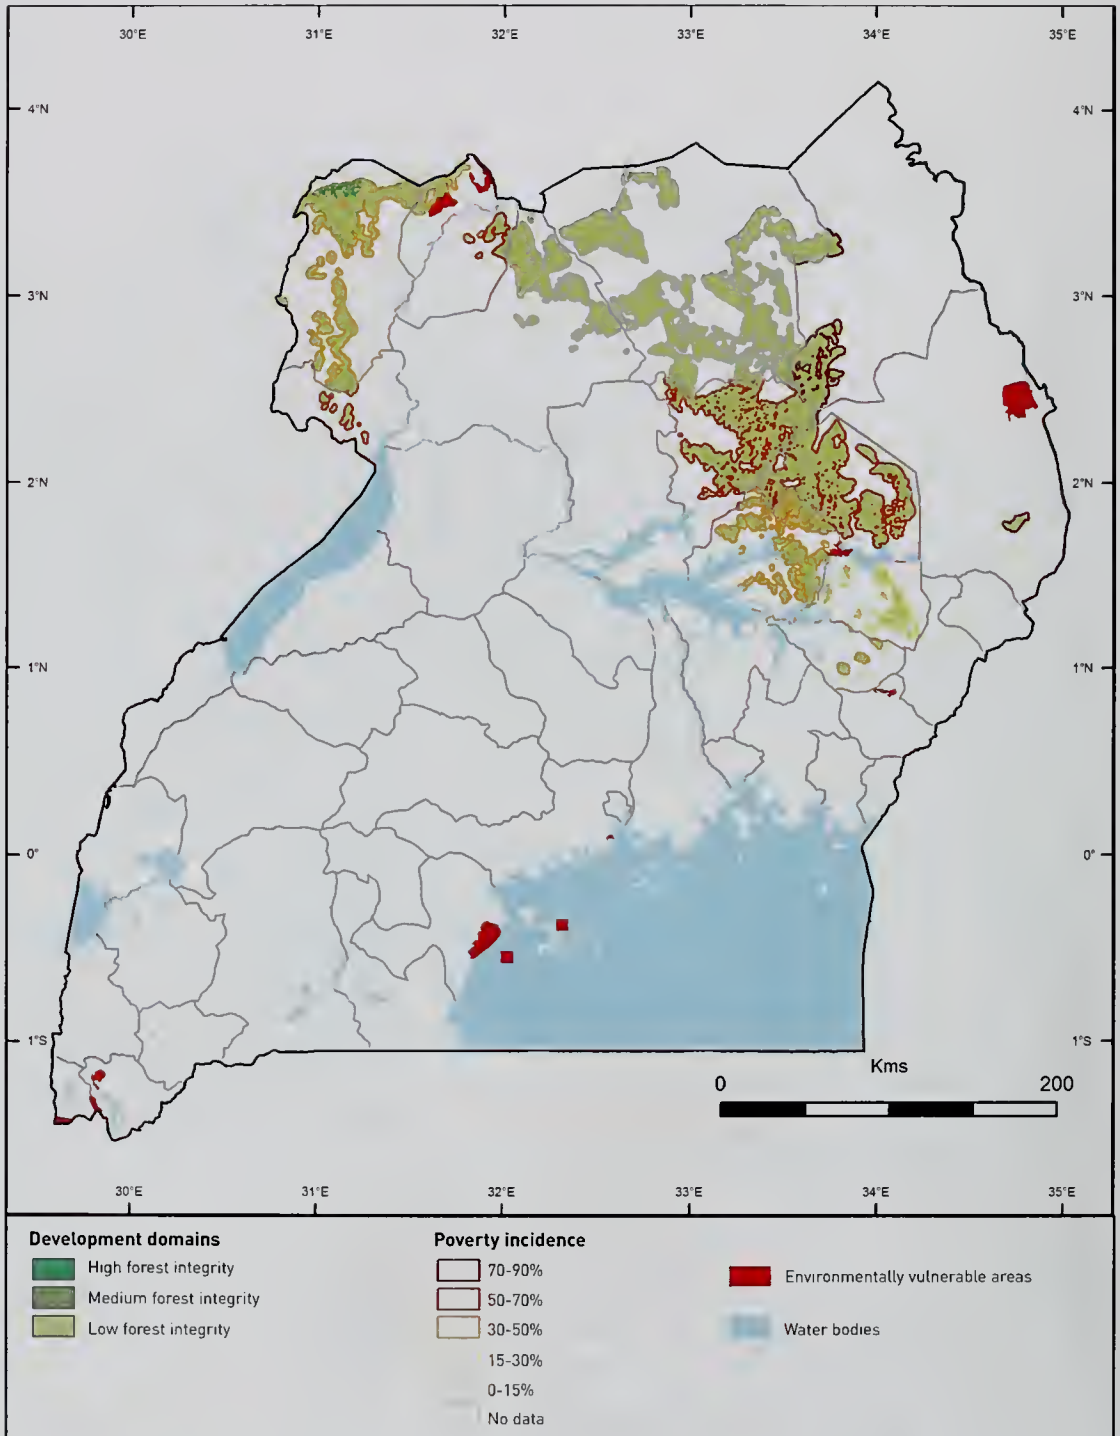 30°E 31°E 32°E 33°E 34°E 35°E
4°N 4°N
3°N 3°N
2°N 2°N
1°N 1°N
0° 0°
1°S 1°S
Kms
0 200
30°E 31°E 32°E 33°E 34°E 35°E
Development domains
High forest integrity
Medium forest integrity
Low forest integrity
Poverty incidence
70-90%
50-70%
30-50%
15-30%
0-15%
No data
Environmentally vulnerable areas
Water bodies